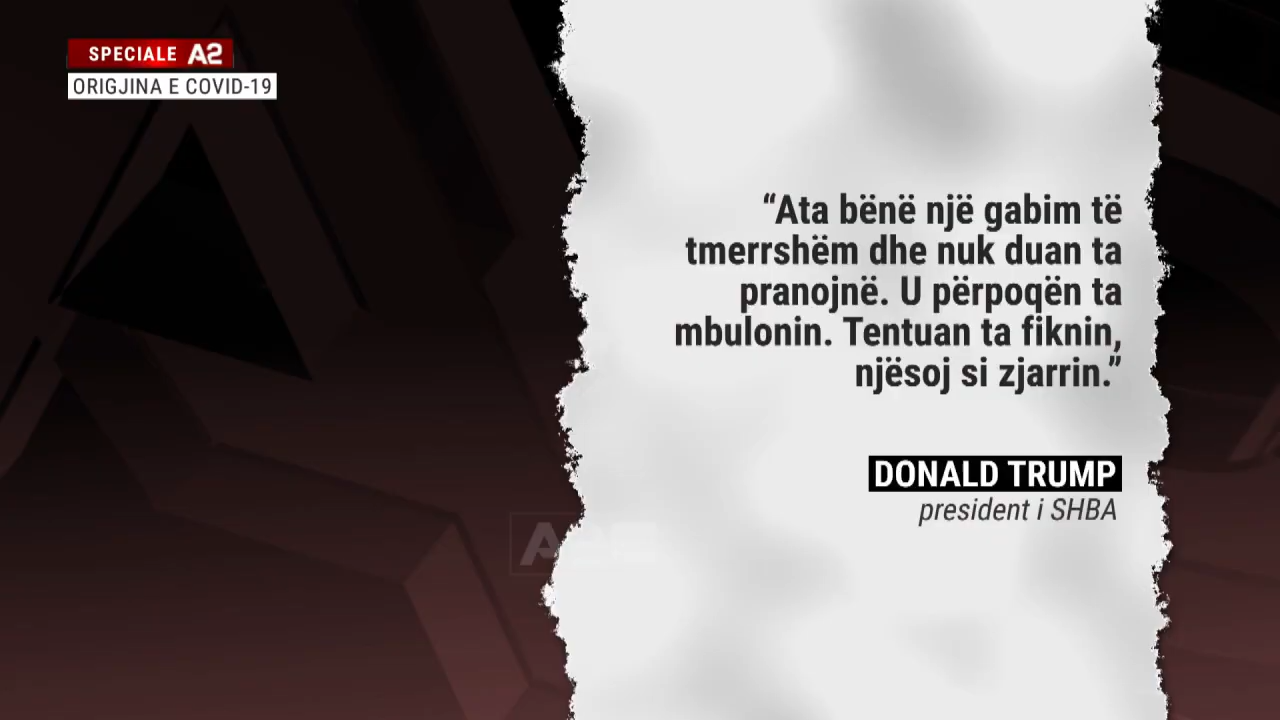 SPECIALE A2
ORIGJINA E COVID-19
“Ata bënë një gabim të
tmerrshëm dhe nuk duan ta
pranojnë. U përpoqën ta
mbulonin. Tentuan ta fiknin,
njësoj si zjarrin.”
DONALD TRUMP
president i SHBA